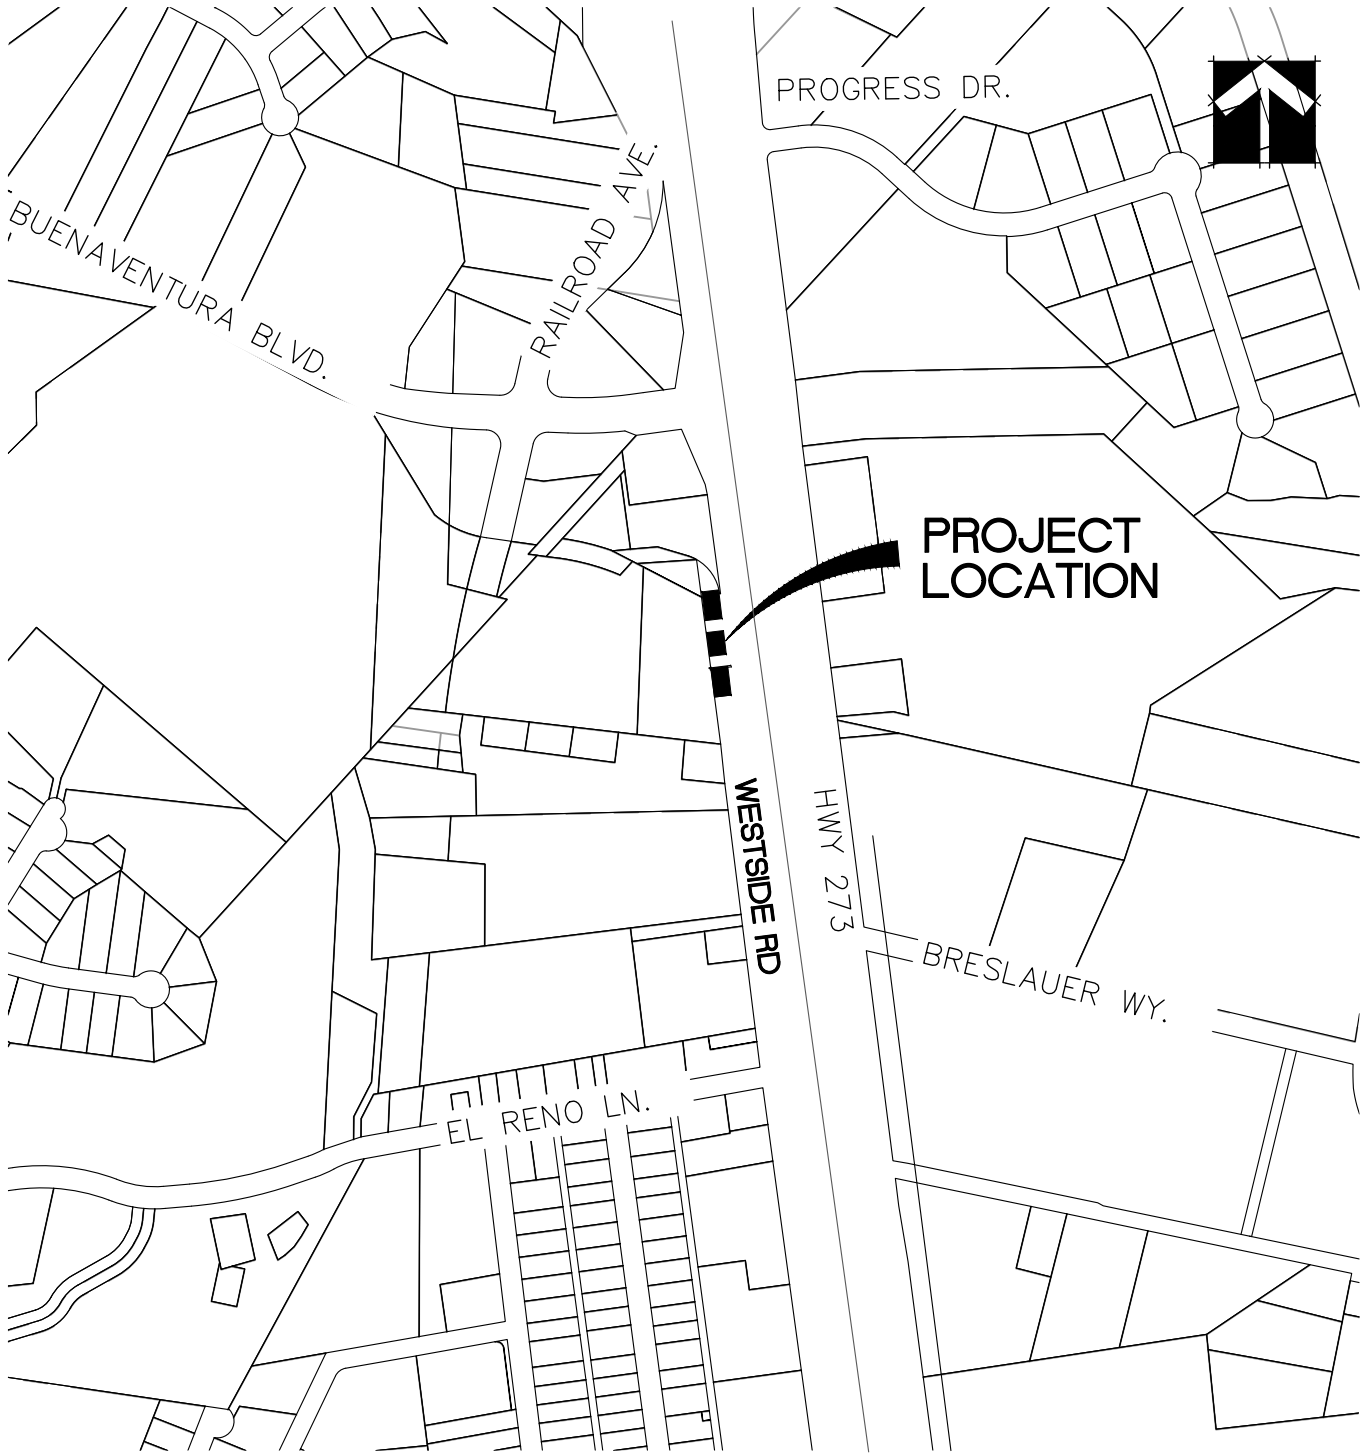 PROGRESS DR.
RAILROAD AVE.
BUENAVENTURA BLVD.
PROJECT
LOCATION
WESTSIDE RD
HWY 273
BRESLAUER WY.
EL RENO LN.